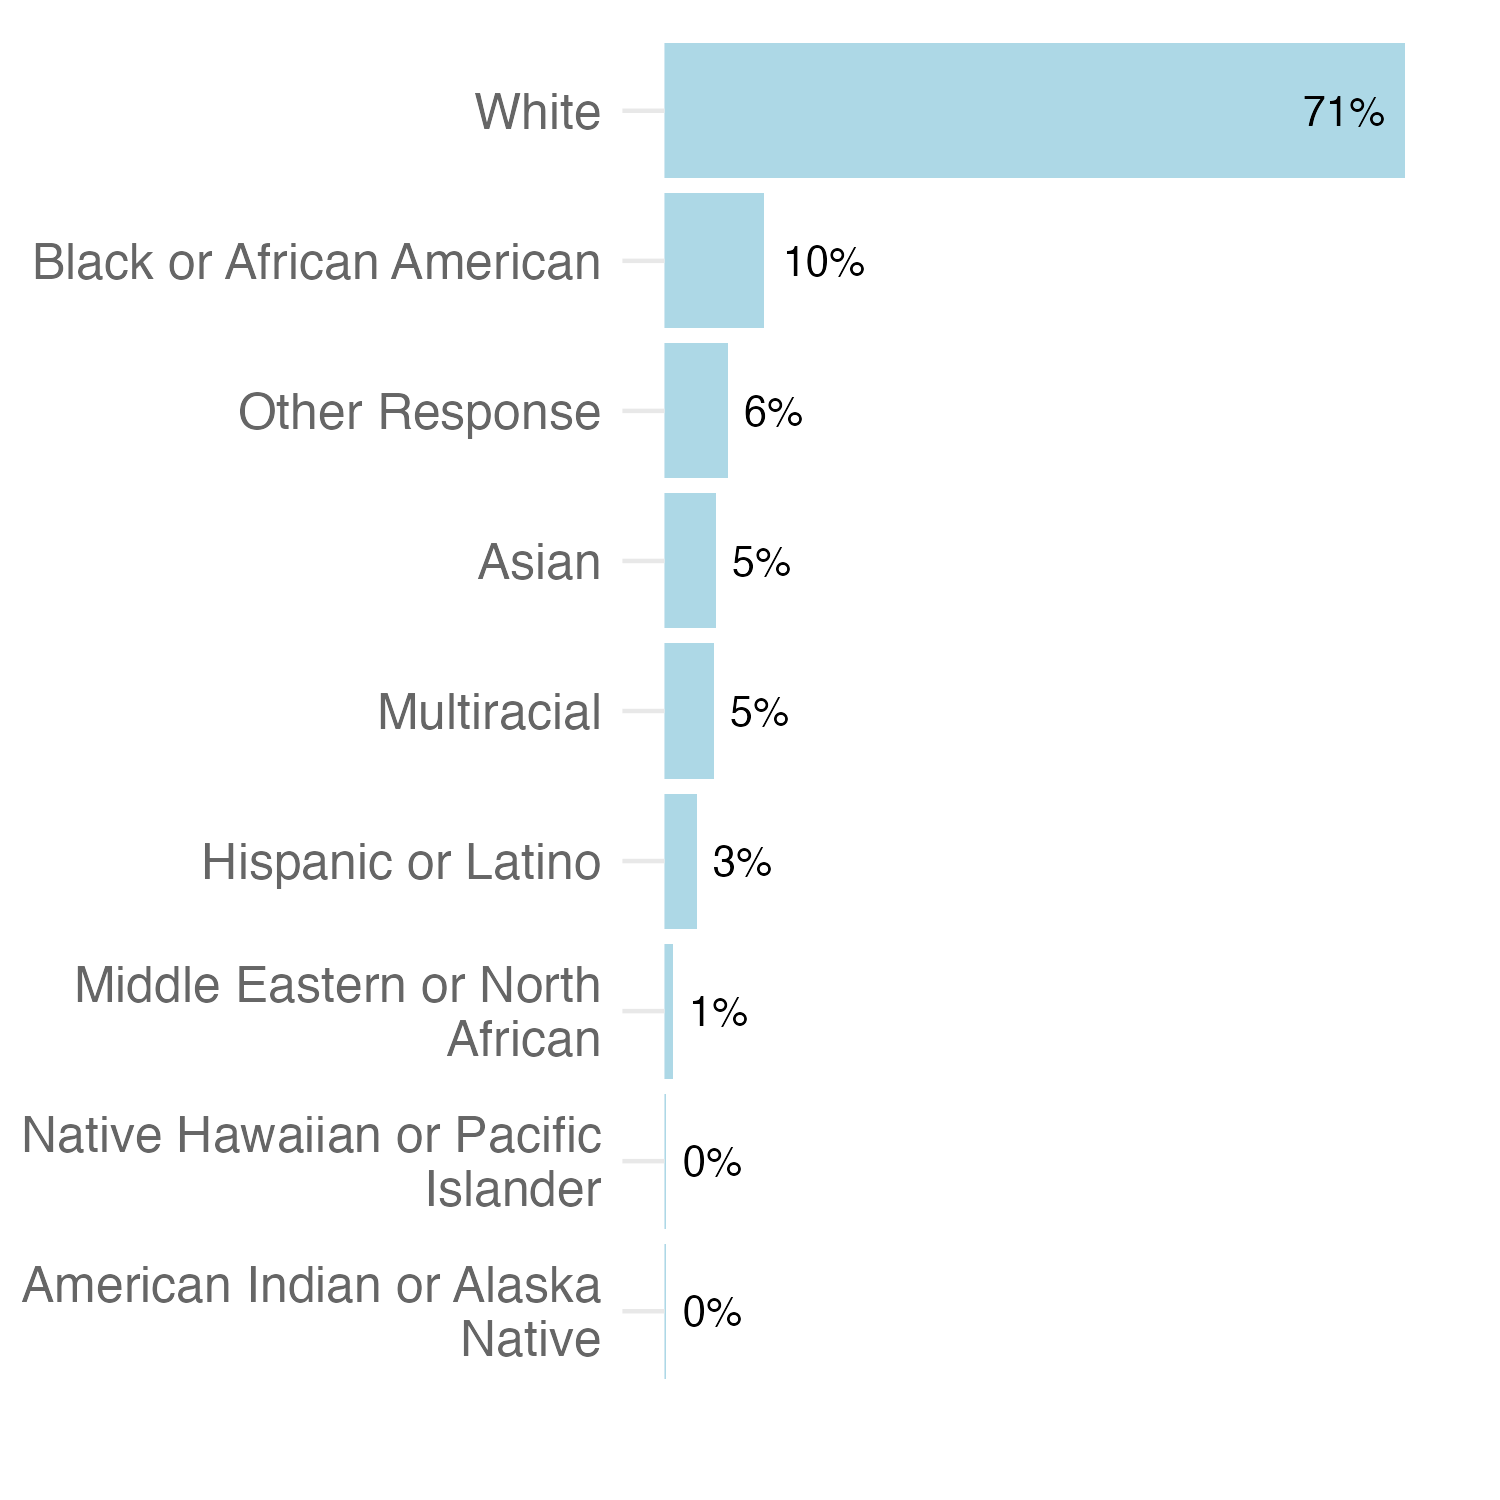 White
71%
Black or African American
10%
Other Response
6%
Asian
5%
Multiracial
5%
Hispanic or Latino
3%
Middle Eastern or North
African
1%
Native Hawaiian or Pacific
Islander
0%
American Indian or Alaska
Native
0%